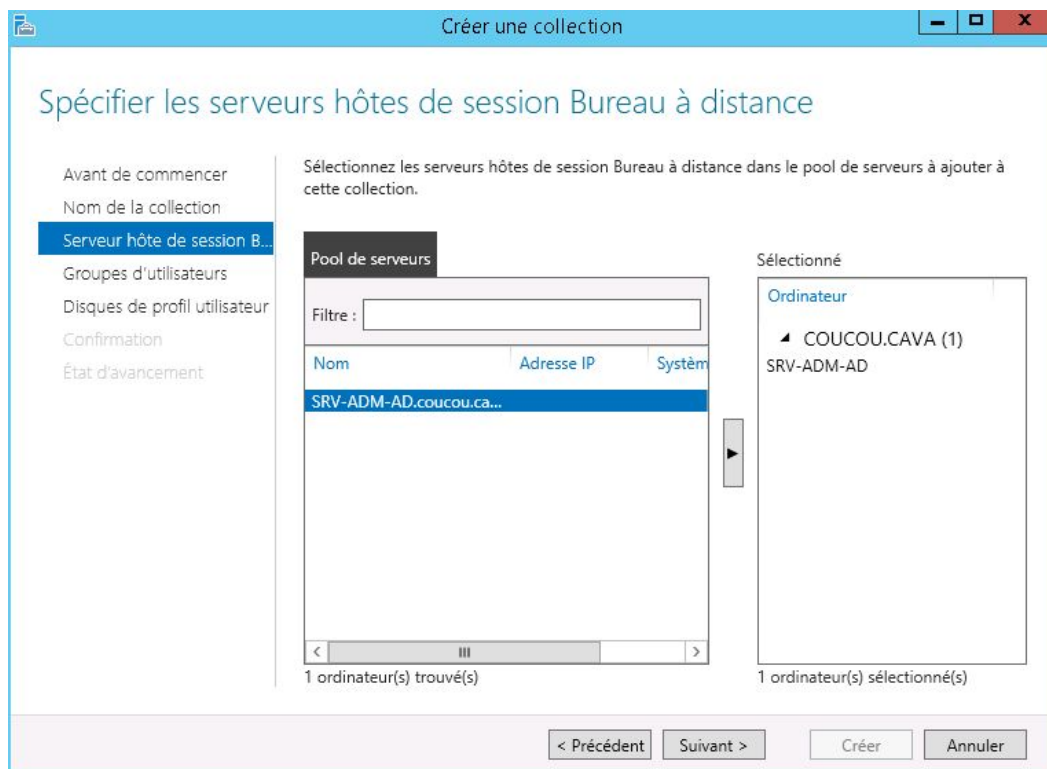 Créer une collection
Spécifier les serveurs hôtes de session Bureau à distance
Avant de commencer
Nom de la collection
Serveur hôte de session B...
Groupes d'utilisateurs
Disques de profil utilisateur
Confirmation
État d'avancement
Sélectionnez les serveurs hôtes de session Bureau à distance dans le pool de serveurs à ajouter à
cette collection.
Pool de serveurs
Filtre :
Nom Adresse IP Systèm
SRV-ADM-AD.coucou.ca...
1 ordinateur(s) trouvé(s)
Sélectionné
Ordinateur
COUCOU.CAVA (1)
SRV-ADM-AD
1 ordinateur(s) sélectionné(s)
< Précédent Suivant > Créer Annuler